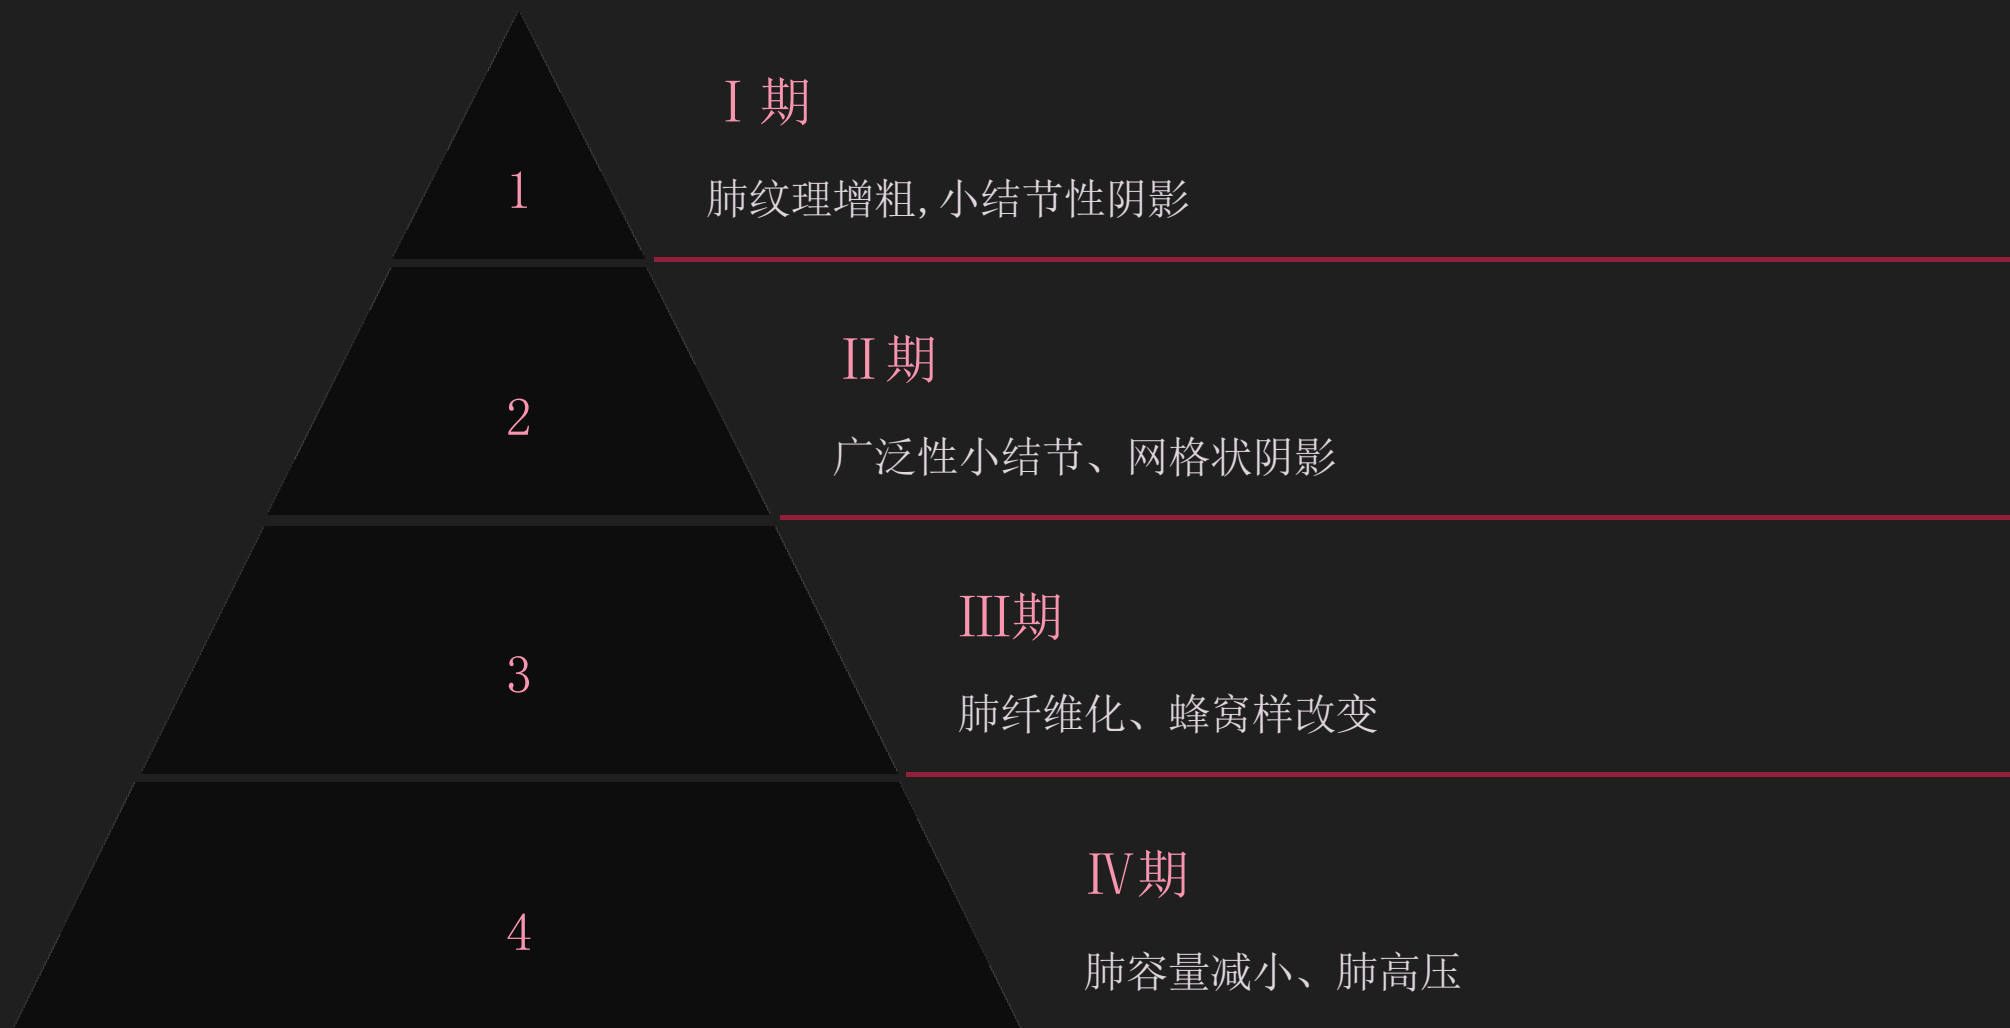 1
Ⅰ 期
肺纹理增粗,小结节性阴影
2
Ⅱ期
广泛性小结节、网格状阴影
3
Ⅲ期
肺纤维化、蜂窝样改变
4
Ⅳ期
肺容量减小、肺高压